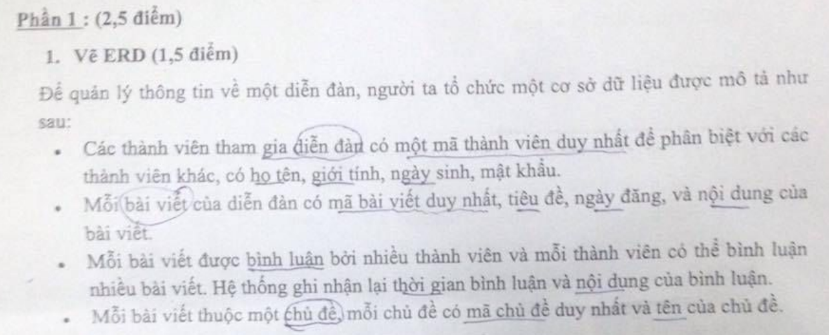 Phần 1 : (2,5 điểm)
1. Vẽ ERD (1,5 điểm)
Để quản lý thông tin về một diễn đàn, người ta tổ chức một cơ sở dữ liệu được mô tả như
sau:
• Các thành viên tham gia diễn đàn có một mã thành viên duy nhất để phân biệt với các
thành viên khác, có họ tên, giới tính, ngày sinh, mật khẩu.
• Mỗi bài viết của diễn đàn có mã bài viết duy nhất, tiêu đề, ngày đăng, và nội dung của
bài viết.
• Mỗi bài viết được bình luận bởi nhiều thành viên và mỗi thành viên có thể bình luận
nhiều bài viết. Hệ thống ghi nhận lại thời gian bình luận và nội dung của bình luận.
• Mỗi bài viết thuộc một chủ đề, mỗi chủ đề có mã chủ đề duy nhất và tên của chủ đề.